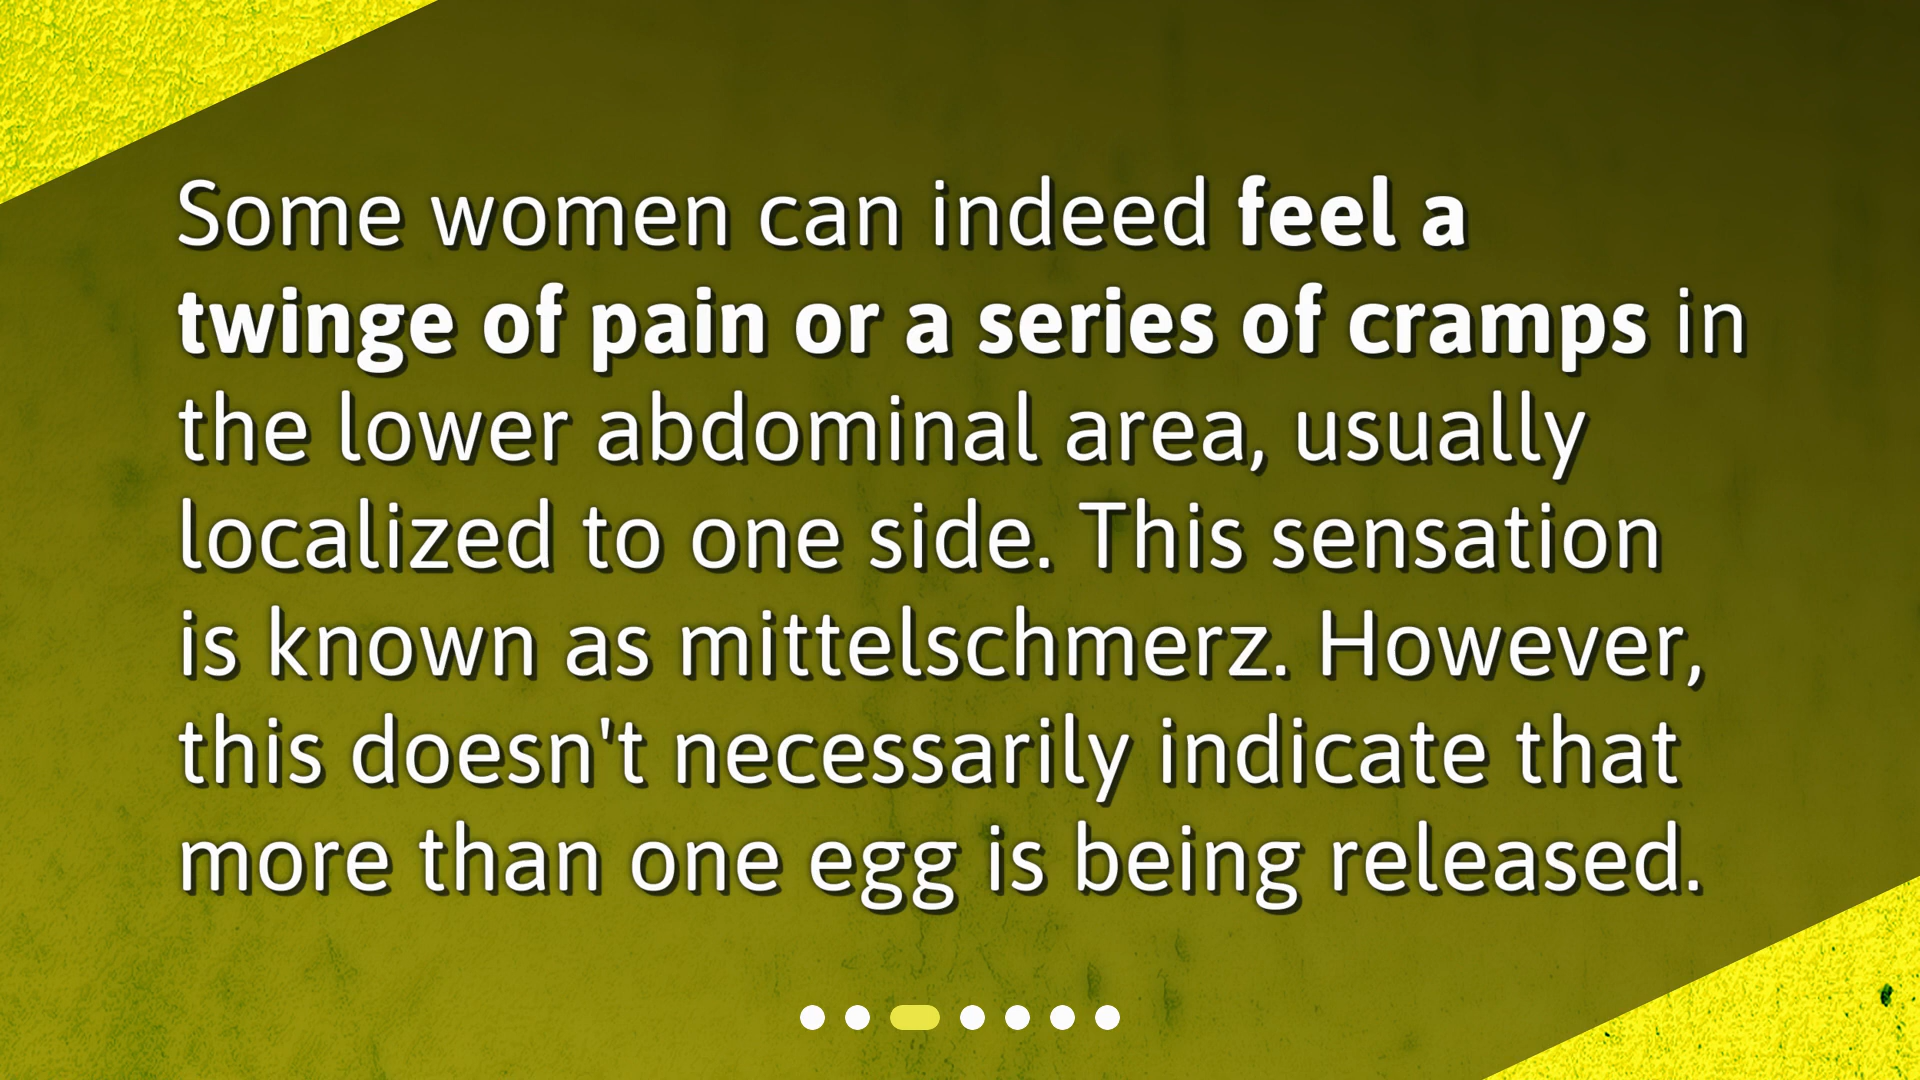 Some women can indeed feel a
twinge of pain or a series of cramps in
the lower abdominal area, usually
localized to one side. This sensation
is known as mittelschmerz. However,
this doesn't necessarily indicate that
more than one egg is being released.